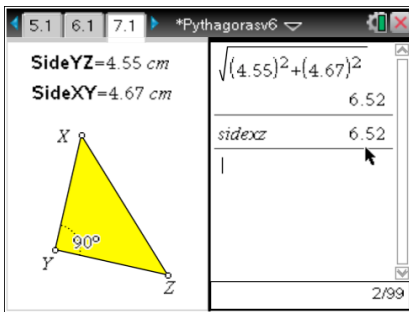 5.1 6.1 7.1 *Pythagorasv6
SideYZ=4.55 cm
SideXY=4.67 cm
X
90°
Y
Z
√(4.55)²+(4.67)²
6.52
sidexz 6.52
2/99